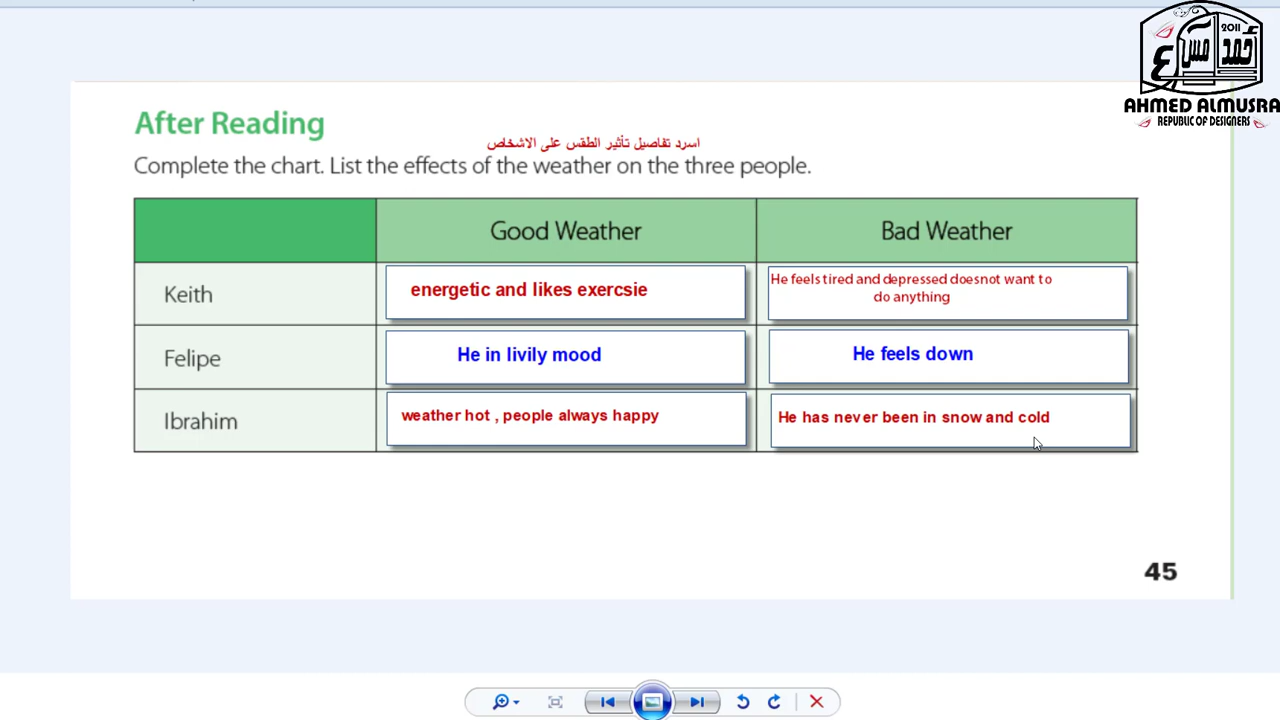 2011
أحمد مسرع
AHMED ALMUSRA
REPUBLIC OF DESIGNERS
After Reading
اسرد تفاصيل تأثير الطقس على الاشخاص
Complete the chart. List the effects of the weather on the three people.
Good Weather
Bad Weather
Keith
energetic and likes exercsie
He feels tired and depressed doesnot want to
do anything
Felipe
He in livily mood
He feels down
Ibrahim
weather hot , people always happy
He has never been in snow and cold
45